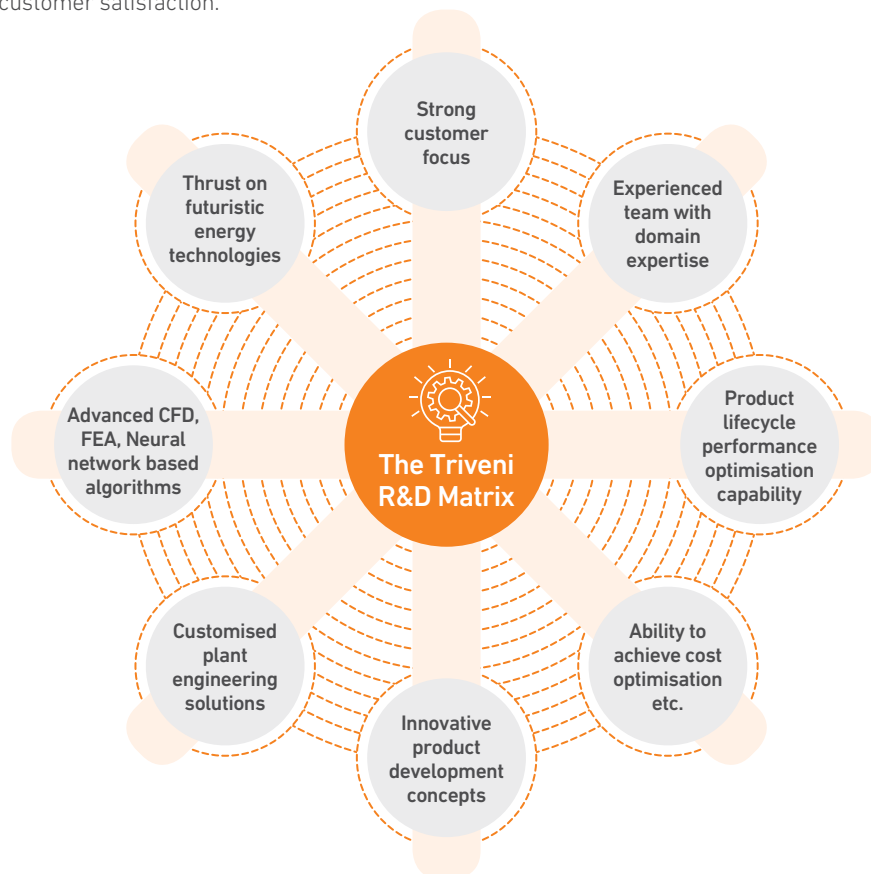 customer satisfaction.
Strong
customer
focus
Experienced
team with
domain
expertise
Product
lifecycle
performance
optimisation
capability
Ability to
achieve cost
optimisation
etc.
Innovative
product
development
concepts
Customised
plant
engineering
solutions
Advanced CFD,
FEA, Neural
network based
algorithms
Thrust on
futuristic
energy
technologies
The Triveni
R&D Matrix